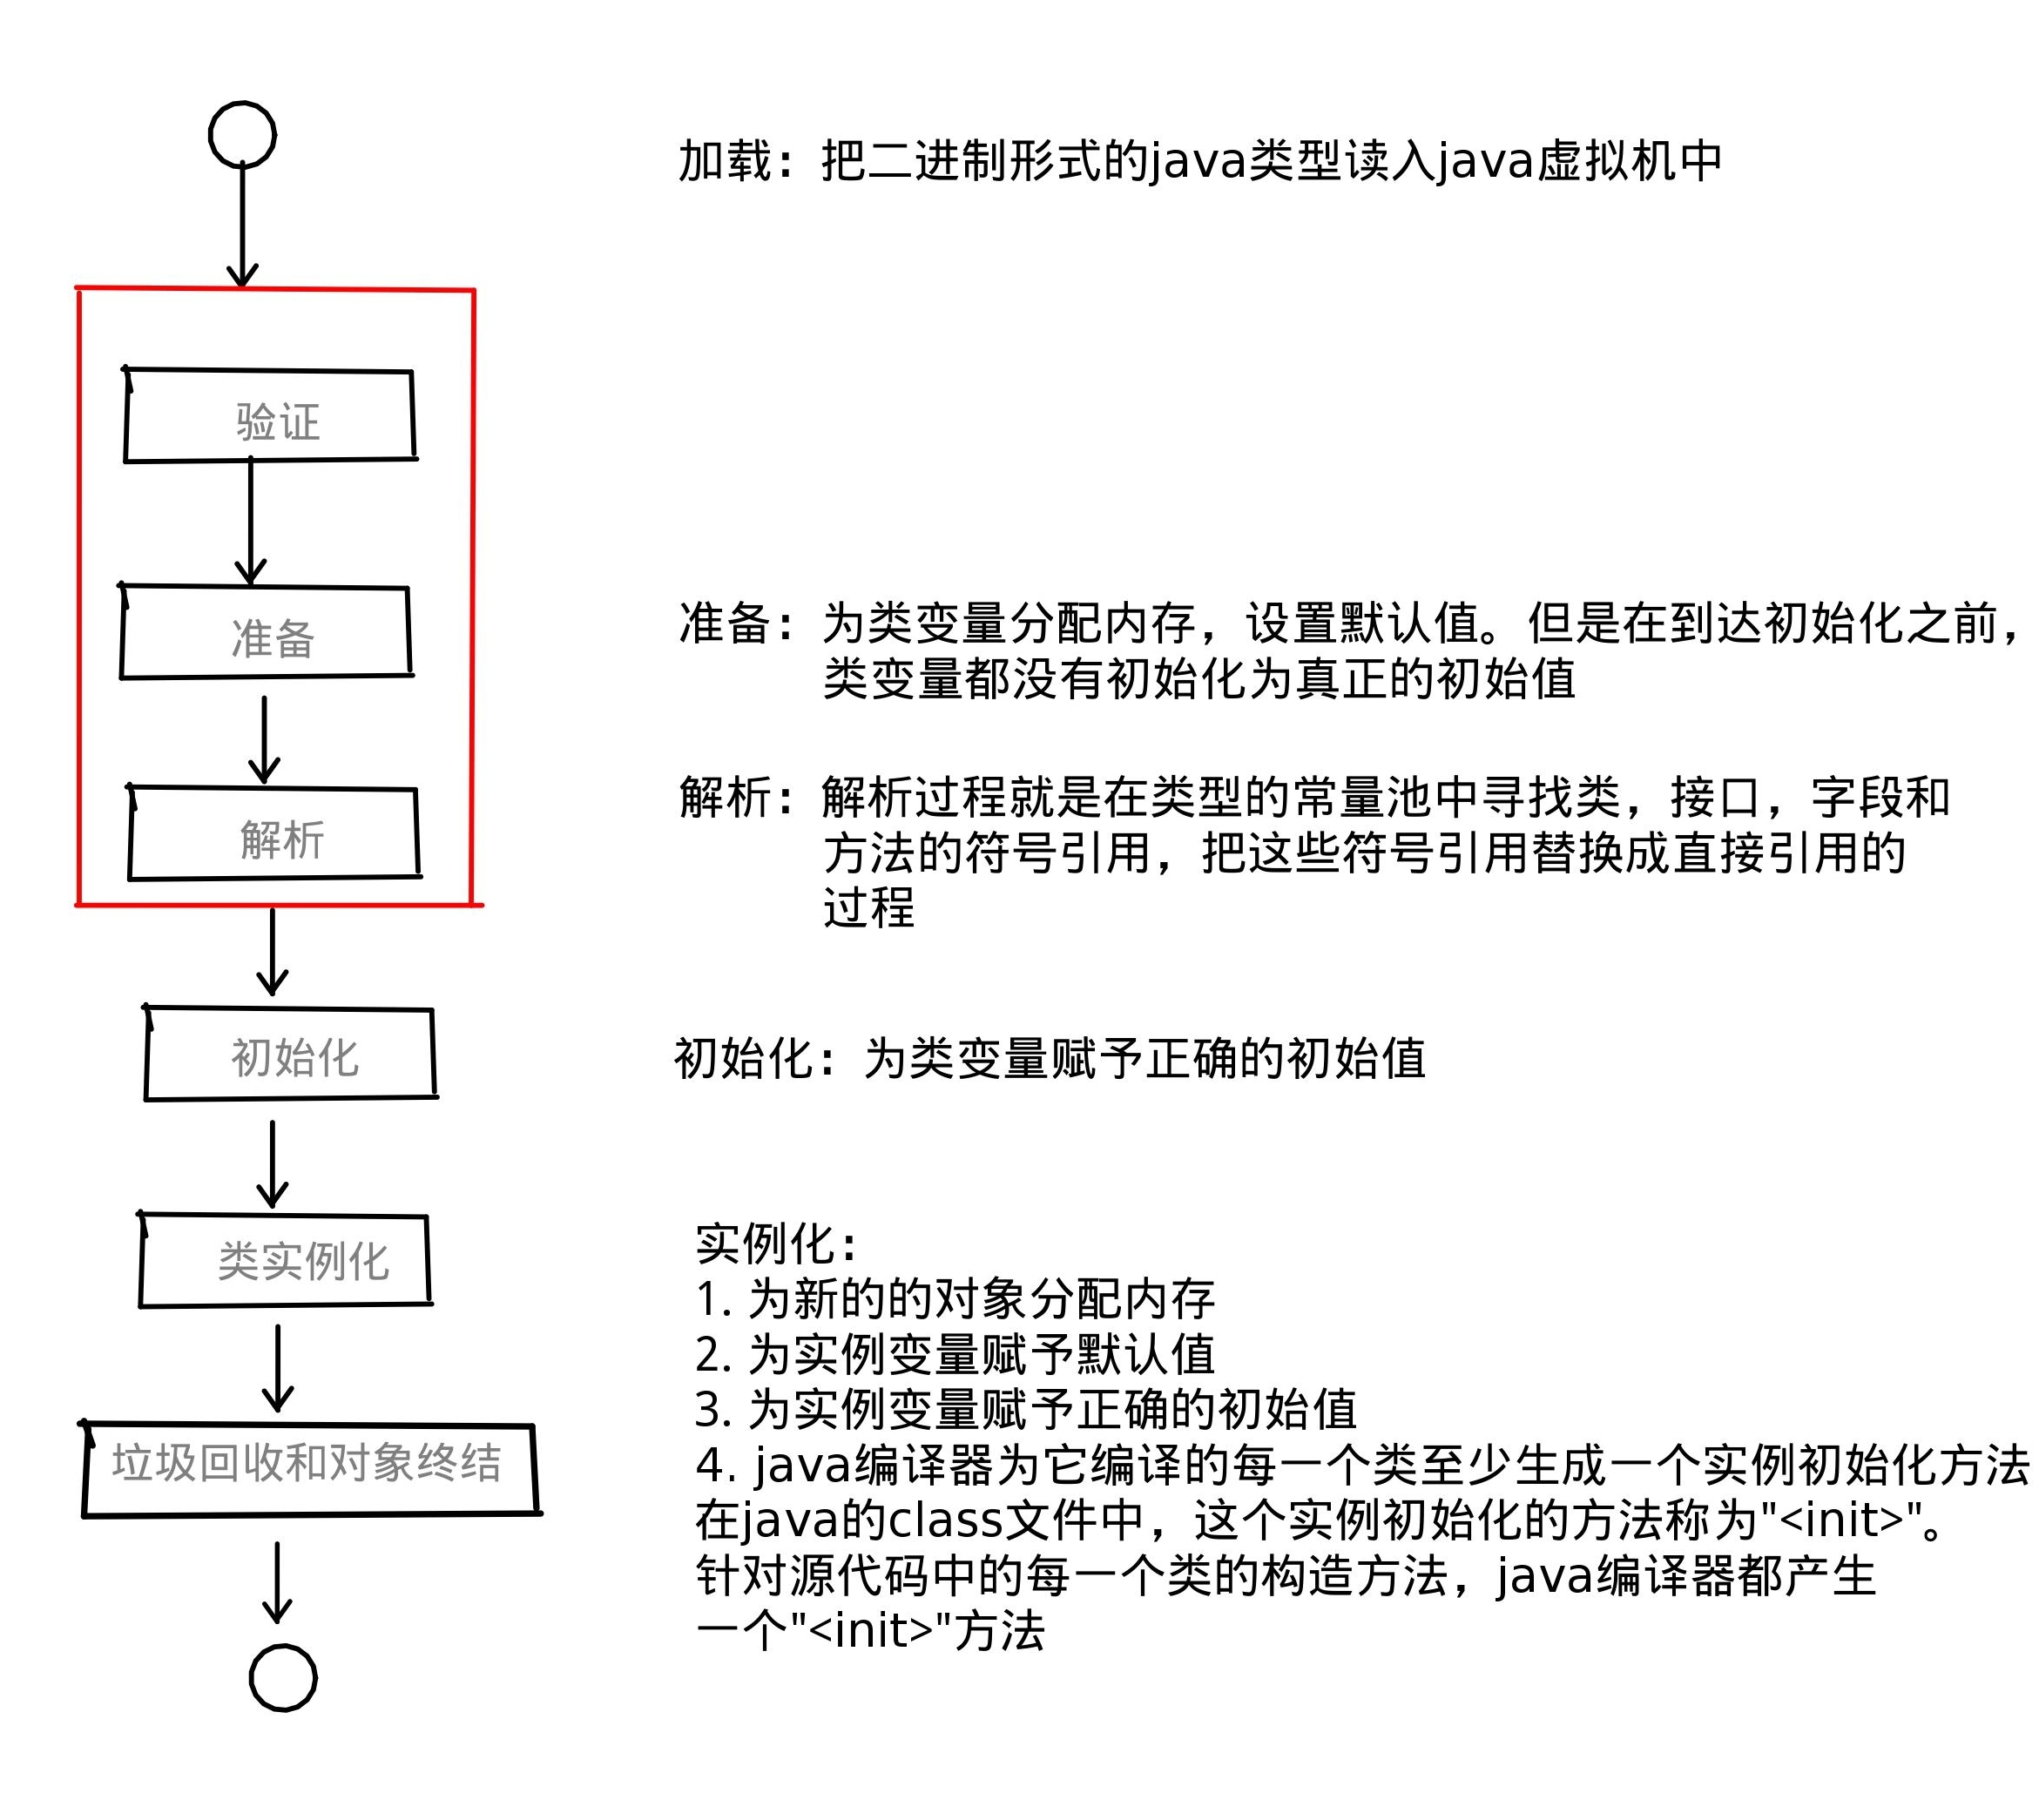 加载：把二进制形式的java类型读入java虚拟机中
验证
准备
准备：为类变量分配内存，设置默认值。但是在到达初始化之前，
类变量都没有初始化为真正的初始值
解析
解析：解析过程就是在类型的常量池中寻找类，接口，字段和
方法的符号引用，把这些符号引用替换成直接引用的
过程
初始化
初始化：为类变量赋予正确的初始值
类实例化
实例化：
1. 为新的的对象分配内存
2. 为实例变量赋予默认值
3. 为实例变量赋予正确的初始值
4. java编译器为它编译的每一个类至少生成一个实例初始化方法
在java的class文件中，这个实例初始化的方法称为"<init>"。
针对源代码中的每一个类的构造方法，java编译器都产生
一个"<init>"方法
垃圾回收和对象终结